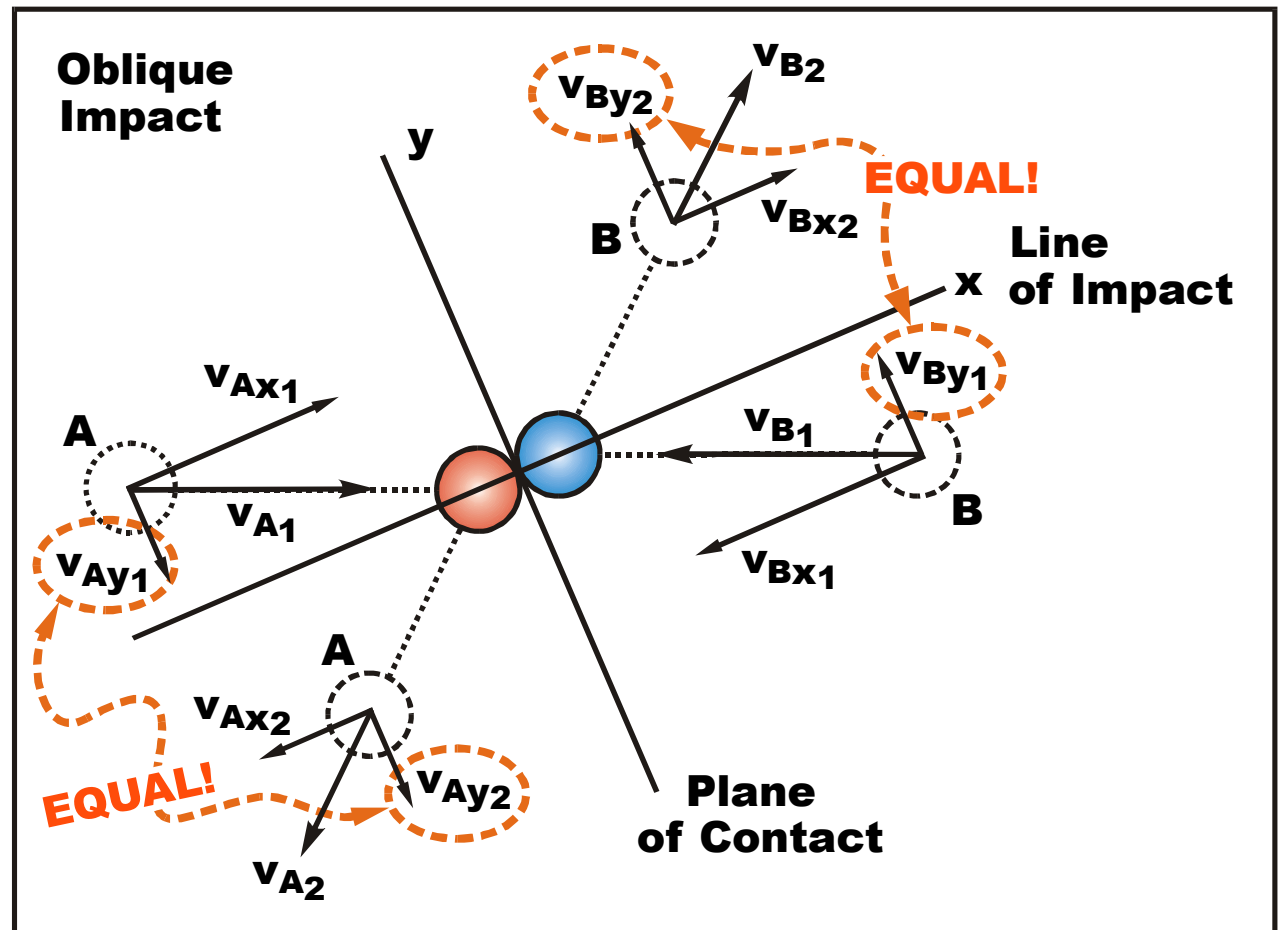 Oblique
Impact
vB2
vBy2
y
EQUAL!
vBx2
B
Line
of Impact
x
vBy1
vAx1
A
vB1
vA1
B
vAy1
vBx1
A
vAx2
EQUAL!
vAy2
Plane
of Contact
vA2